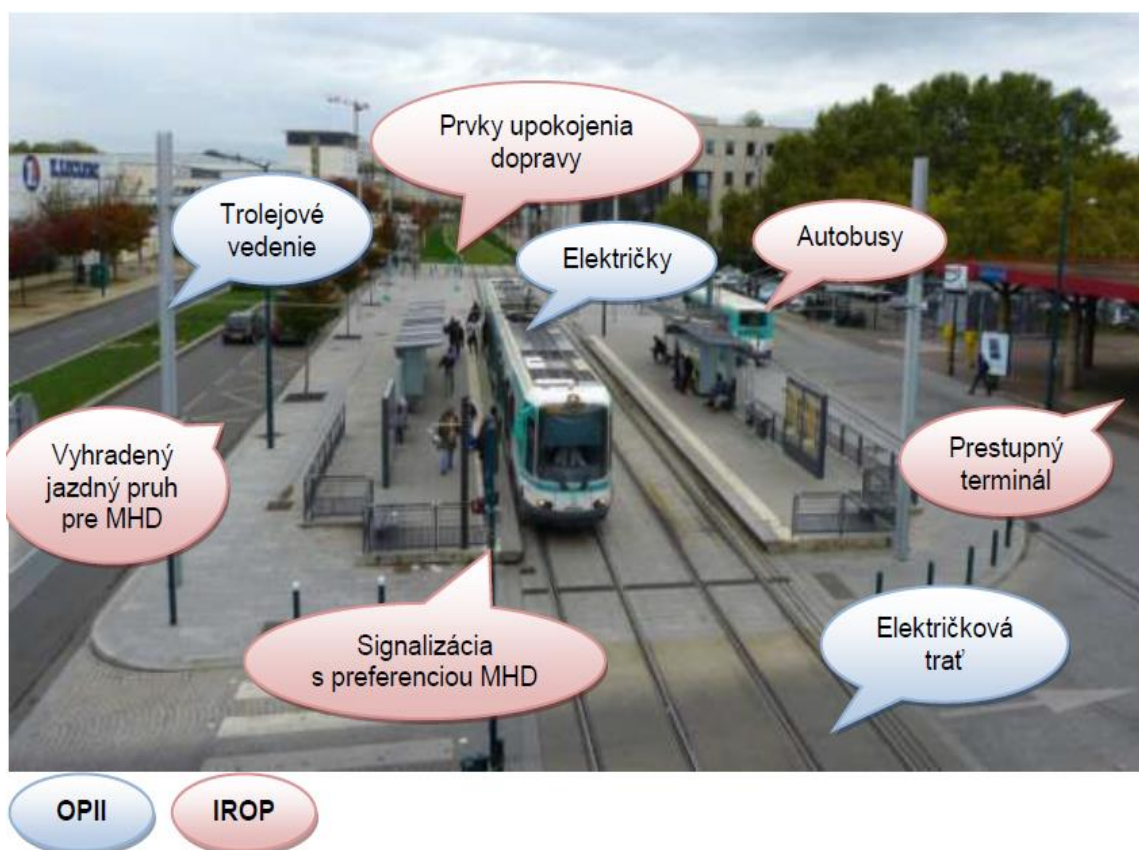 Prvky upokojenia
dopravy
E.LECLERC
Trolejové
vedenie
Električky
Autobusy
Vyhradený
jazdný pruh
pre MHD
Prestupný
terminál
Signalizácia
s preferenciou MHD
Električková
trať
OPII
IROP